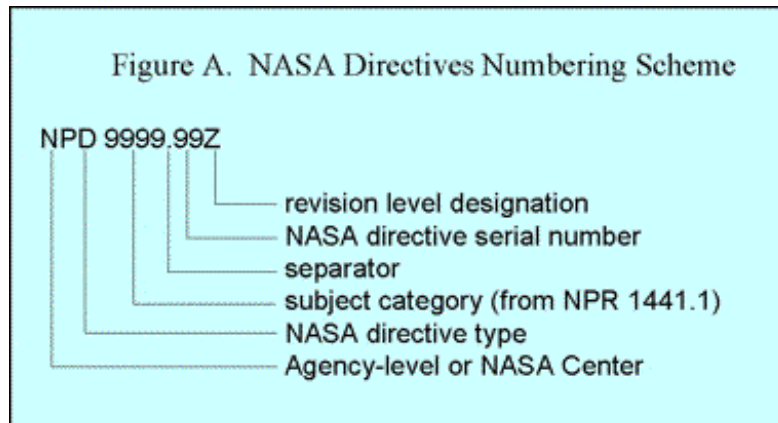 Figure A. NASA Directives Numbering Scheme
NPD 9999.99Z
revision level designation
NASA directive serial number
separator
subject category (from NPR 1441.1)
NASA directive type
Agency-level or NASA Center